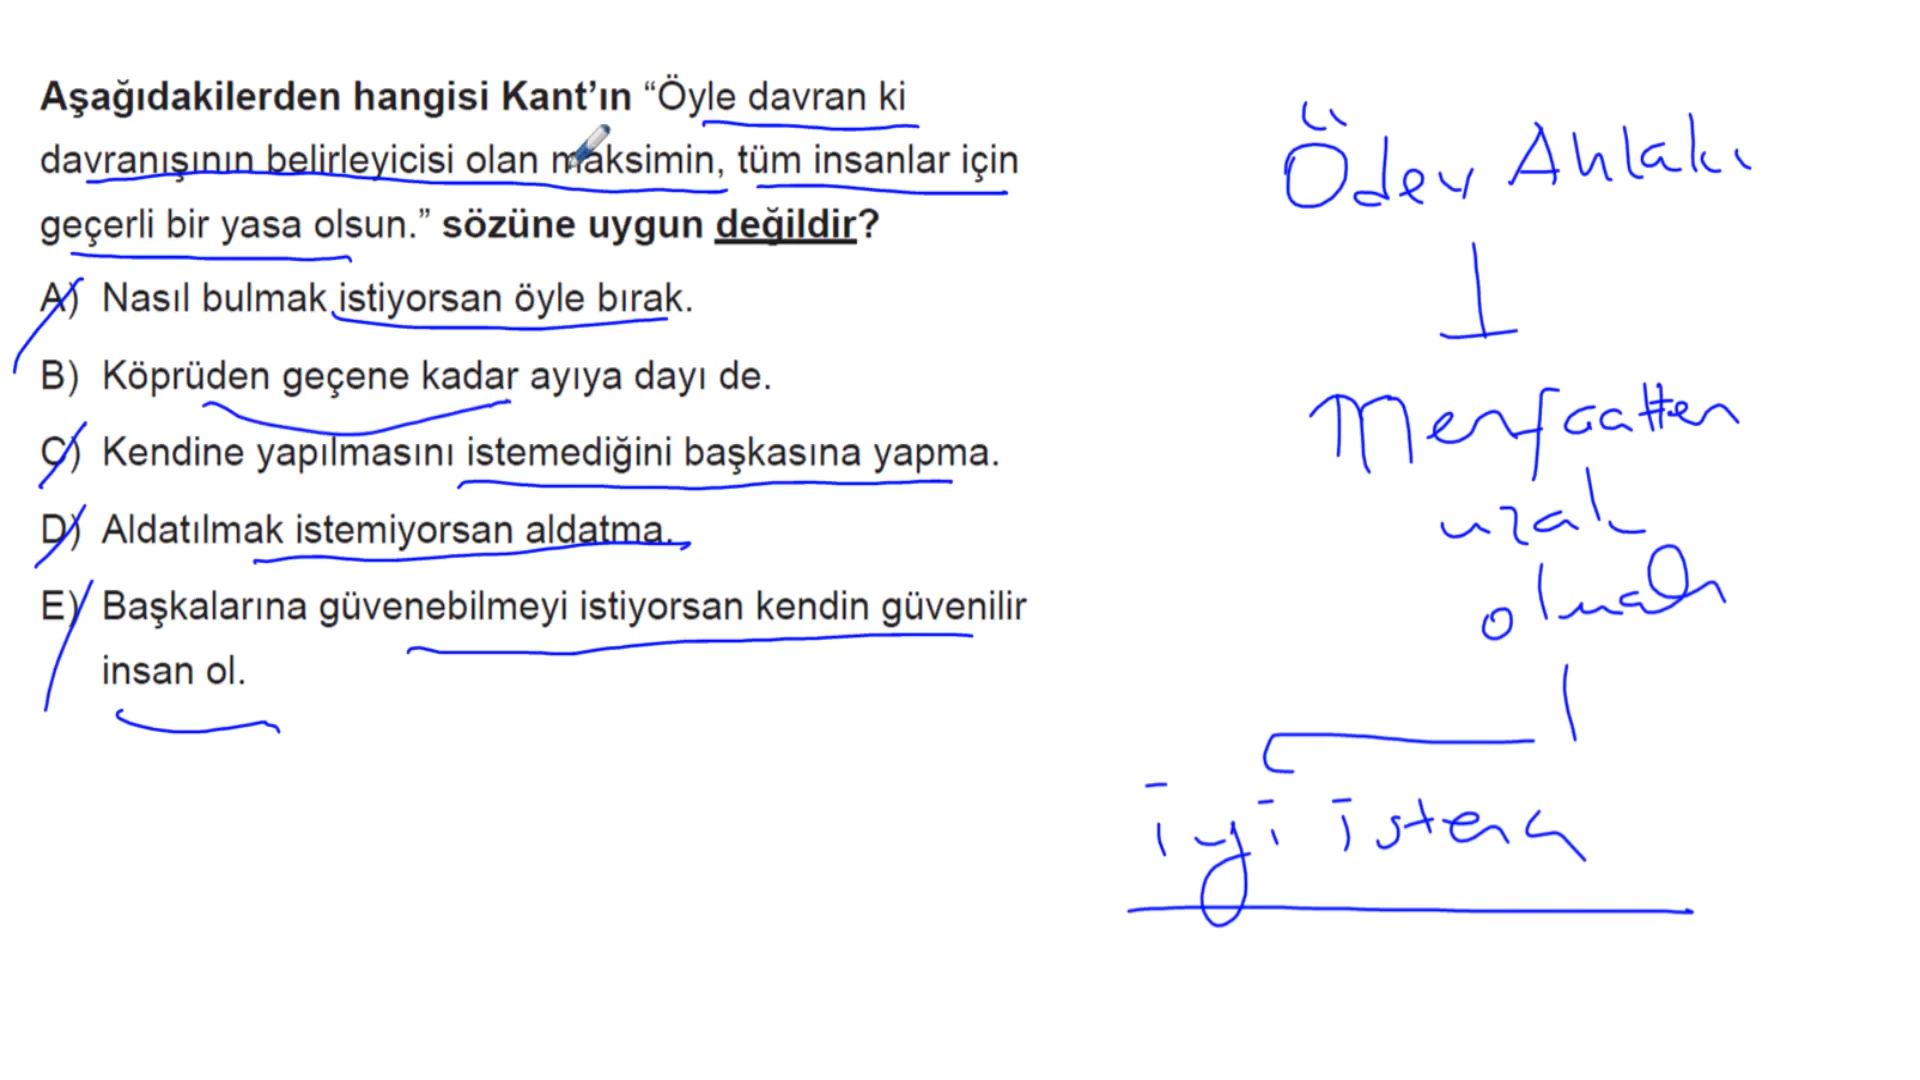 Aşağıdakilerden hangisi Kant’ın “Öyle davran ki
davranışının belirleyicisi olan maksimin, tüm insanlar için
geçerli bir yasa olsun.” sözüne uygun değildir?
A) Nasıl bulmak istiyorsan öyle bırak.
B) Köprüden geçene kadar ayıya dayı de.
C) Kendine yapılmasını istemediğini başkasına yapma.
D) Aldatılmak istemiyorsan aldatma.
E) Başkalarına güvenebilmeyi istiyorsan kendin güvenilir
insan ol.
Ödev Ahlakı
Menfaatten
uzak
olmalı
iyi istenç